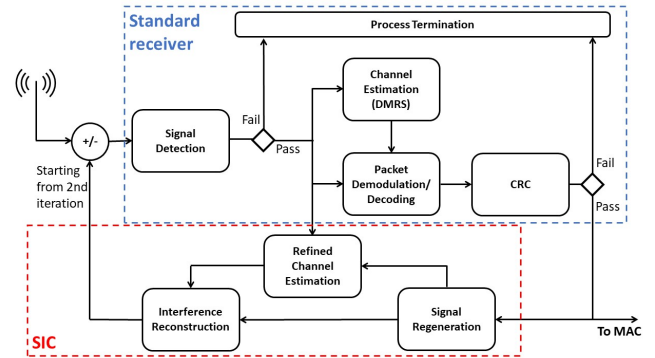 Standard
receiver
Process Termination
Channel
Estimation
(DMRS)
+/-
Signal
Detection
Fail
Pass
Packet
Demodulation/
Decoding
CRC
Fail
Pass
Starting
from 2nd
iteration
Refined
Channel
Estimation
Interference
Reconstruction
Signal
Regeneration
To MAC
SIC